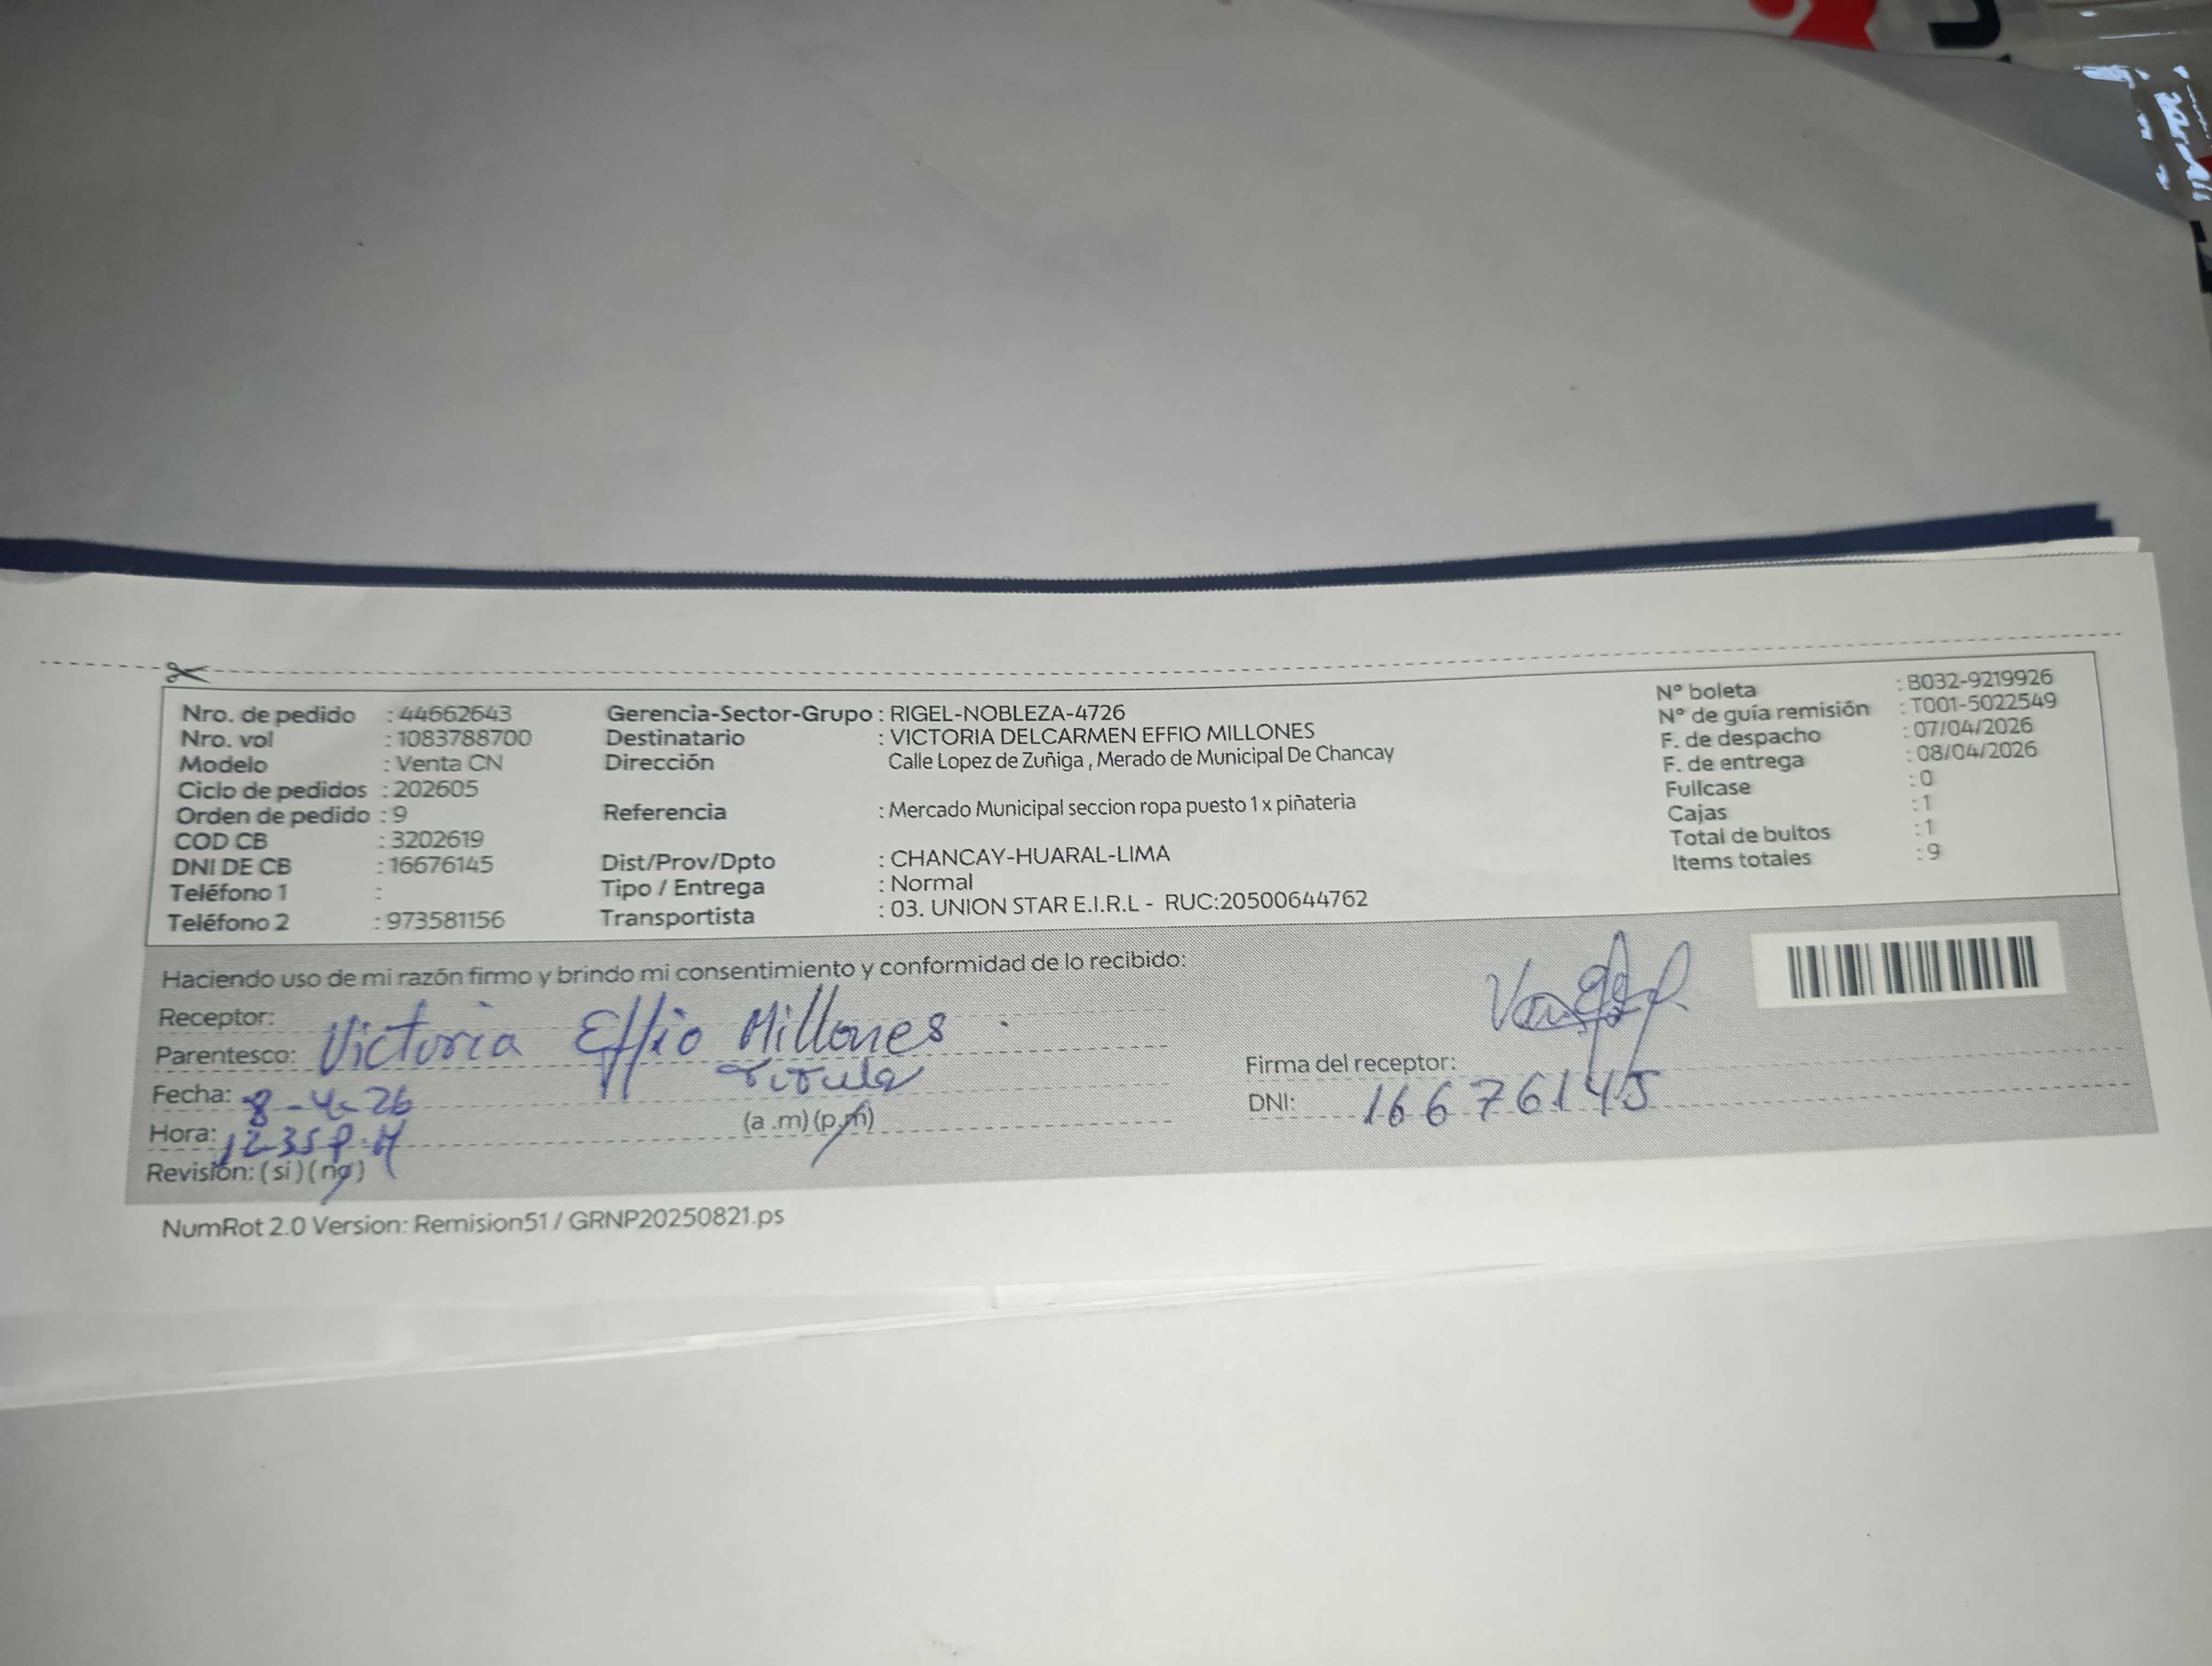 Nro. de pedido : 44662643
Nro. vol : 1083788700
Modelo : Venta CN
Ciclo de pedidos : 202605
Orden de pedido : 9
COD CB : 3202619
DNI DE CB : 16676145
Teléfono 1 :
Teléfono 2 : 973581156
Gerencia-Sector-Grupo : RIGEL-NOBLEZA-4726
Destinatario : VICTORIA DELCARMEN EFFIO MILLONES
Dirección Calle Lopez de Zuñiga , Merado de Municipal De Chancay
Referencia : Mercado Municipal seccion ropa puesto 1 x piñateria
Dist/Prov/Dpto : CHANCAY-HUARAL-LIMA
Tipo / Entrega : Normal
Transportista : 03. UNION STAR E.I.R.L - RUC:20500644762
N° boleta : B032-9219926
N° de guía remisión : T001-5022549
F. de despacho : 07/04/2026
F. de entrega : 08/04/2026
Fullcase : 0
Cajas : 1
Total de bultos : 1
Items totales : 9
Haciendo uso de mi razón firmo y brindo mi consentimiento y conformidad de lo recibido:
Receptor: Victoria Effio Millones
Parentesco: Titular
Fecha: 8-4-26
Hora: 12:35 P.M (a .m) (p.m)
Revisión: (si) (no)
Firma del receptor:
DNI: 16676145
NumRot 2.0 Version: Remision51 / GRNP20250821.ps